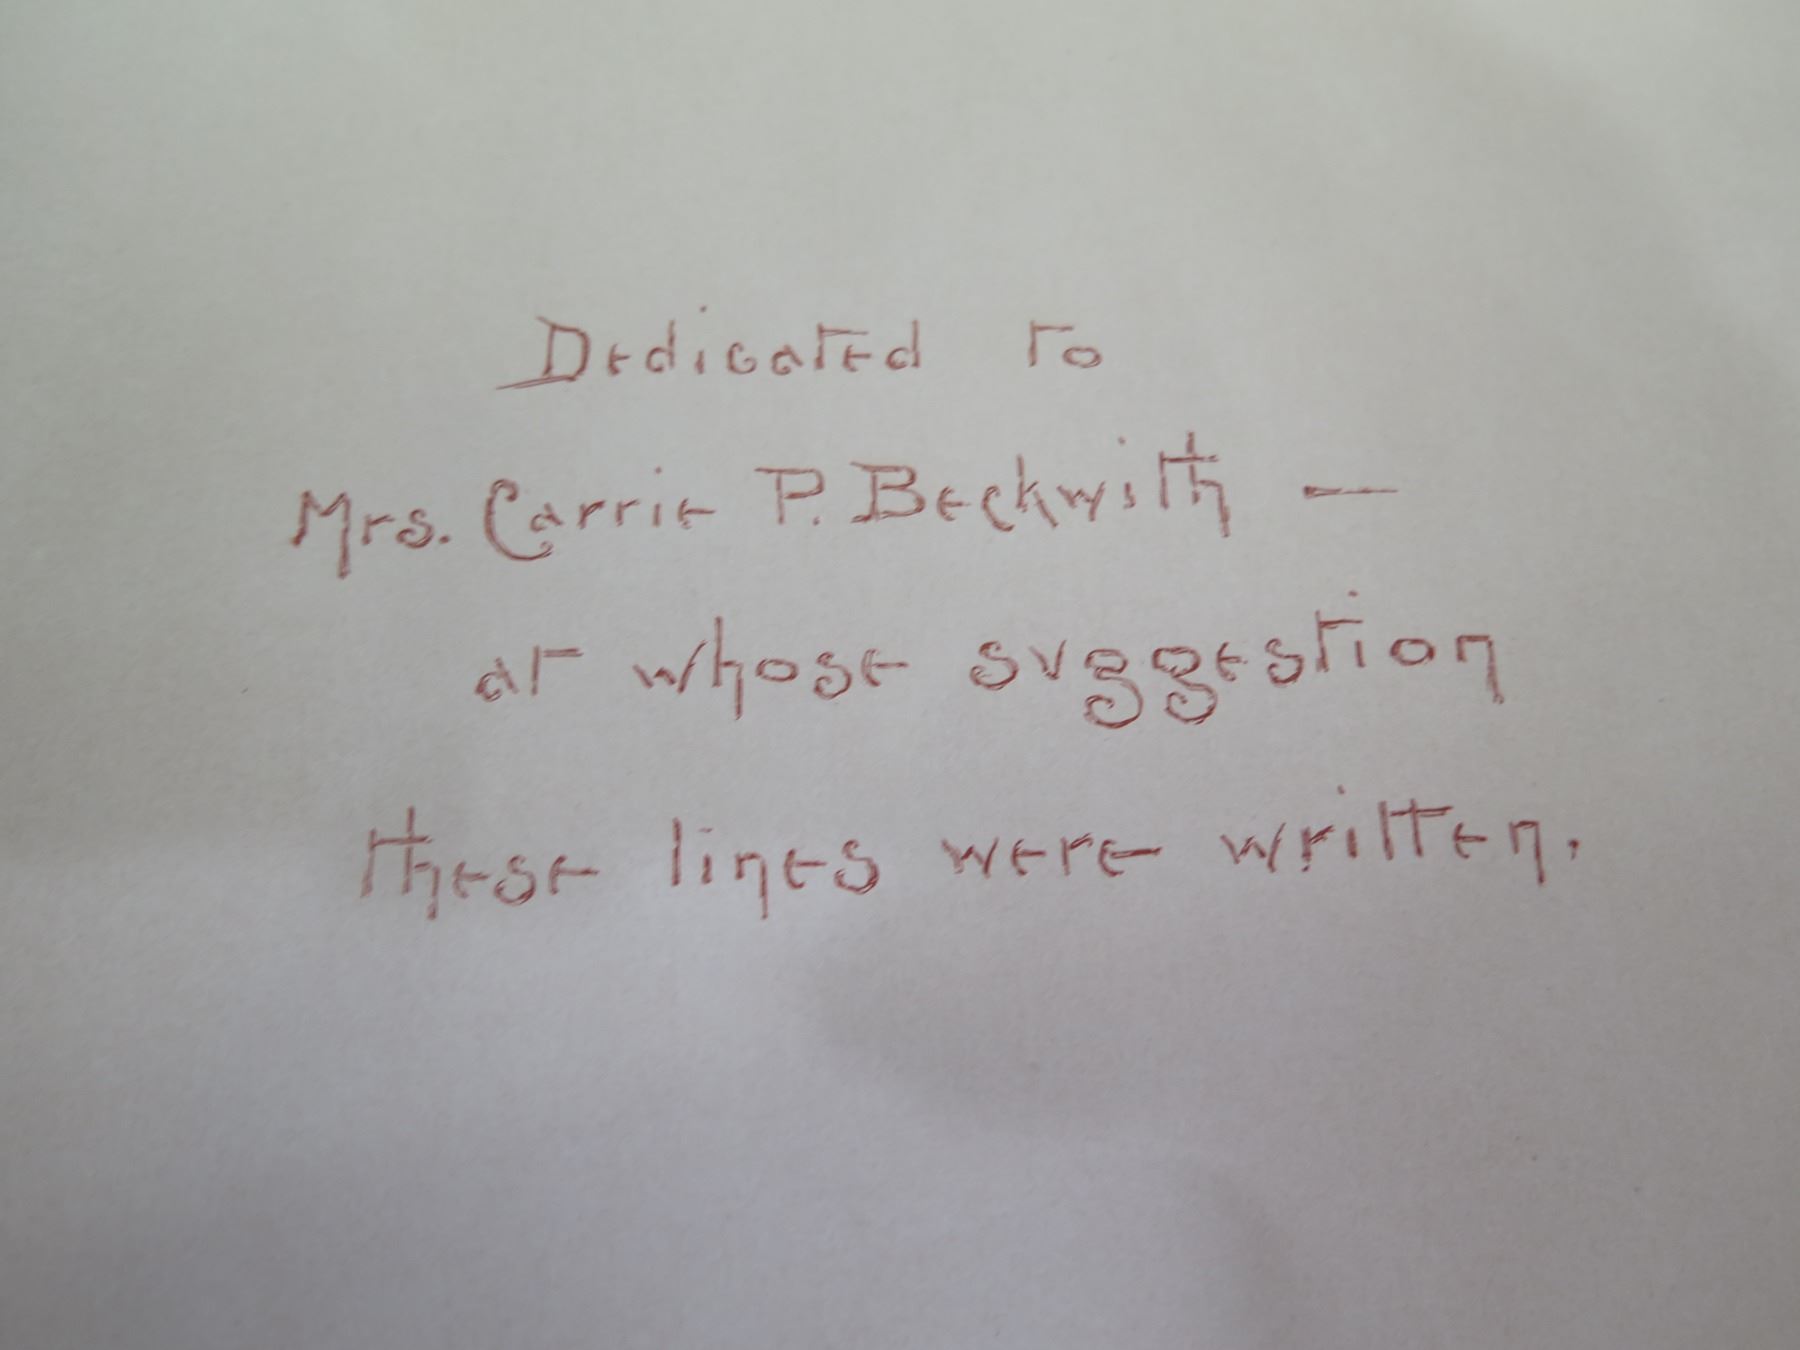 Dedicated to
Mrs. Carrie P. Beckwith —
at whose suggestion
these lines were written.